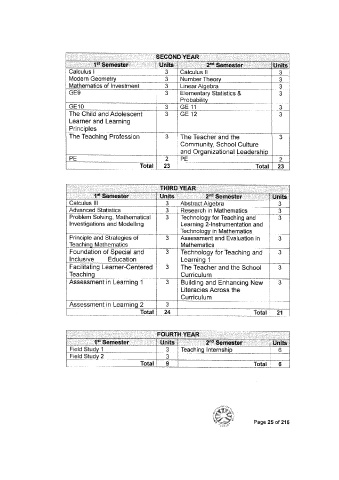 SECOND YEAR
1st Semester Units 2nd Semester Units
Calculus I 3 Calculus II 3
Modern Geometry 3 Number Theory 3
Mathematics of Investment 3 Linear Algebra 3
GE9 3 Elementary Statistics & 3
Probability
GE10 3 GE 11 3
The Child and Adolescent 3 GE 12 3
Learner and Learning
Principles
The Teaching Profession 3 The Teacher and the 3
Community, School Culture
and Organizational Leadership
PE 2 PE 2
Total 23 Total 23
THIRD YEAR
1st Semester Units 2nd Semester Units
Calculus III 3 Abstract Algebra 3
Advanced Statistics 3 Research in Mathematics 3
Problem Solving, Mathematical 3 Technology for Teaching and 3
Investigations and Modelling Learning 2-Instrumentation and
Technology in Mathematics
Principle and Strategies of 3 Assessment and Evaluation in 3
Teaching Mathematics Mathematics
Foundation of Special and 3 Technology for Teaching and 3
Inclusive Education Learning 1
Facilitating Learner-Centered 3 The Teacher and the School 3
Teaching Curriculum
Assessment in Learning 1 3 Building and Enhancing New 3
Literacies Across the
Curriculum
Assessment in Learning 2 3
Total 24 Total 21
FOURTH YEAR
1st Semester Units 2nd Semester Units
Field Study 1 3 Teaching Internship 6
Field Study 2 3
Total 9 Total 6
Page 25 of 216